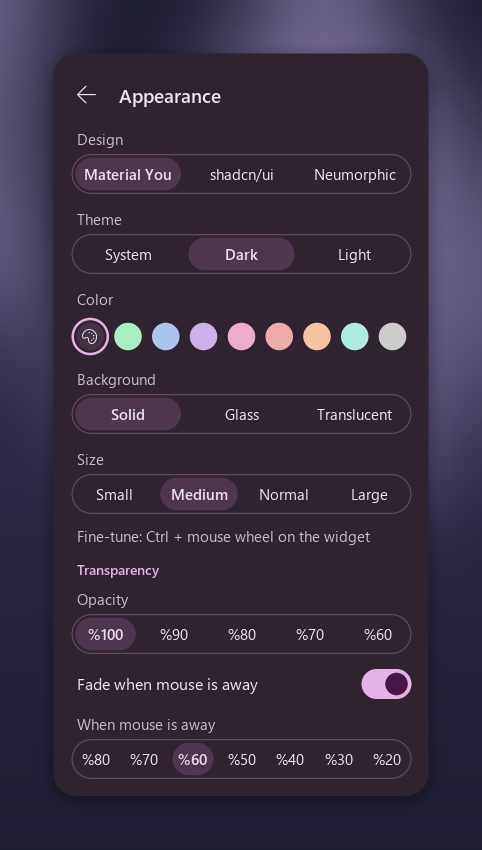 Appearance
Design
Material You shadcn/ui Neumorphic
Theme
System Dark Light
Color
Background
Solid Glass Translucent
Size
Small Medium Normal Large
Fine-tune: Ctrl + mouse wheel on the widget
Transparency
Opacity
%100 %90 %80 %70 %60
Fade when mouse is away
When mouse is away
%80 %70 %60 %50 %40 %30 %20